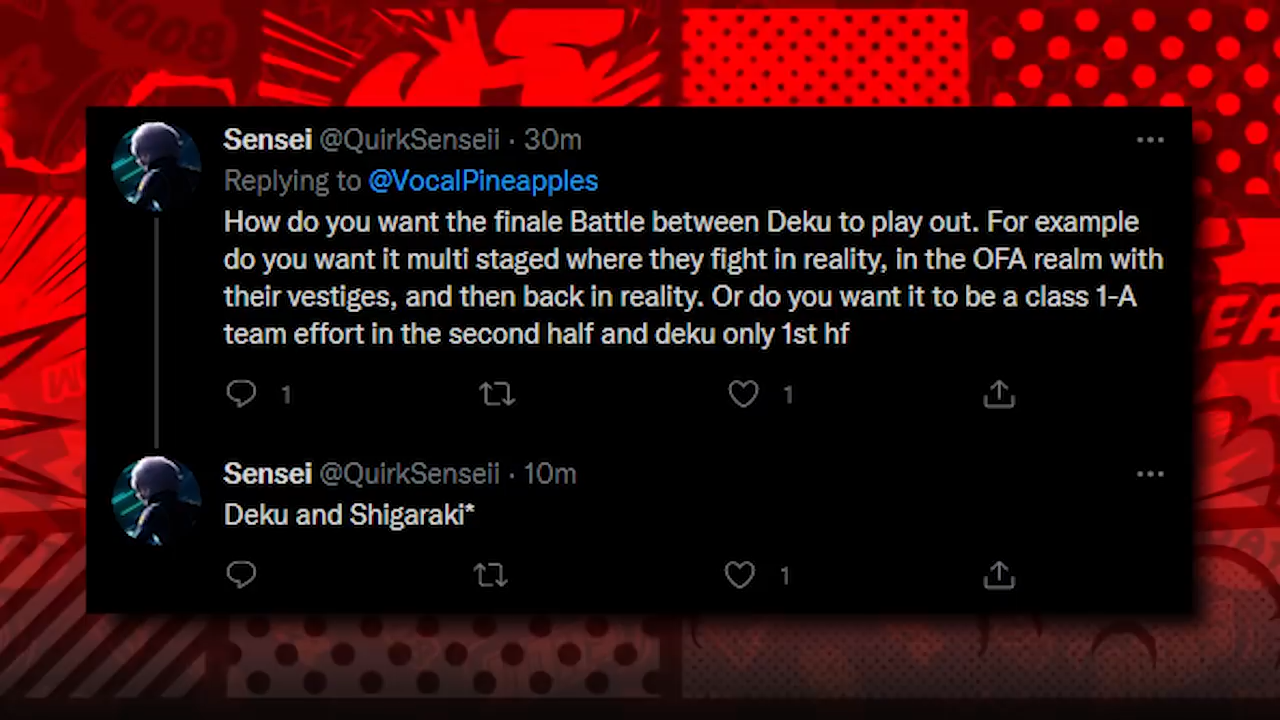 Sensei @QuirkSenseii · 30m
Replying to @VocalPineapples
How do you want the finale Battle between Deku to play out. For example
do you want it multi staged where they fight in reality, in the OFA realm with
their vestiges, and then back in reality. Or do you want it to be a class 1-A
team effort in the second half and deku only 1st hf
1 1
Sensei @QuirkSenseii · 10m
Deku and Shigaraki*
1